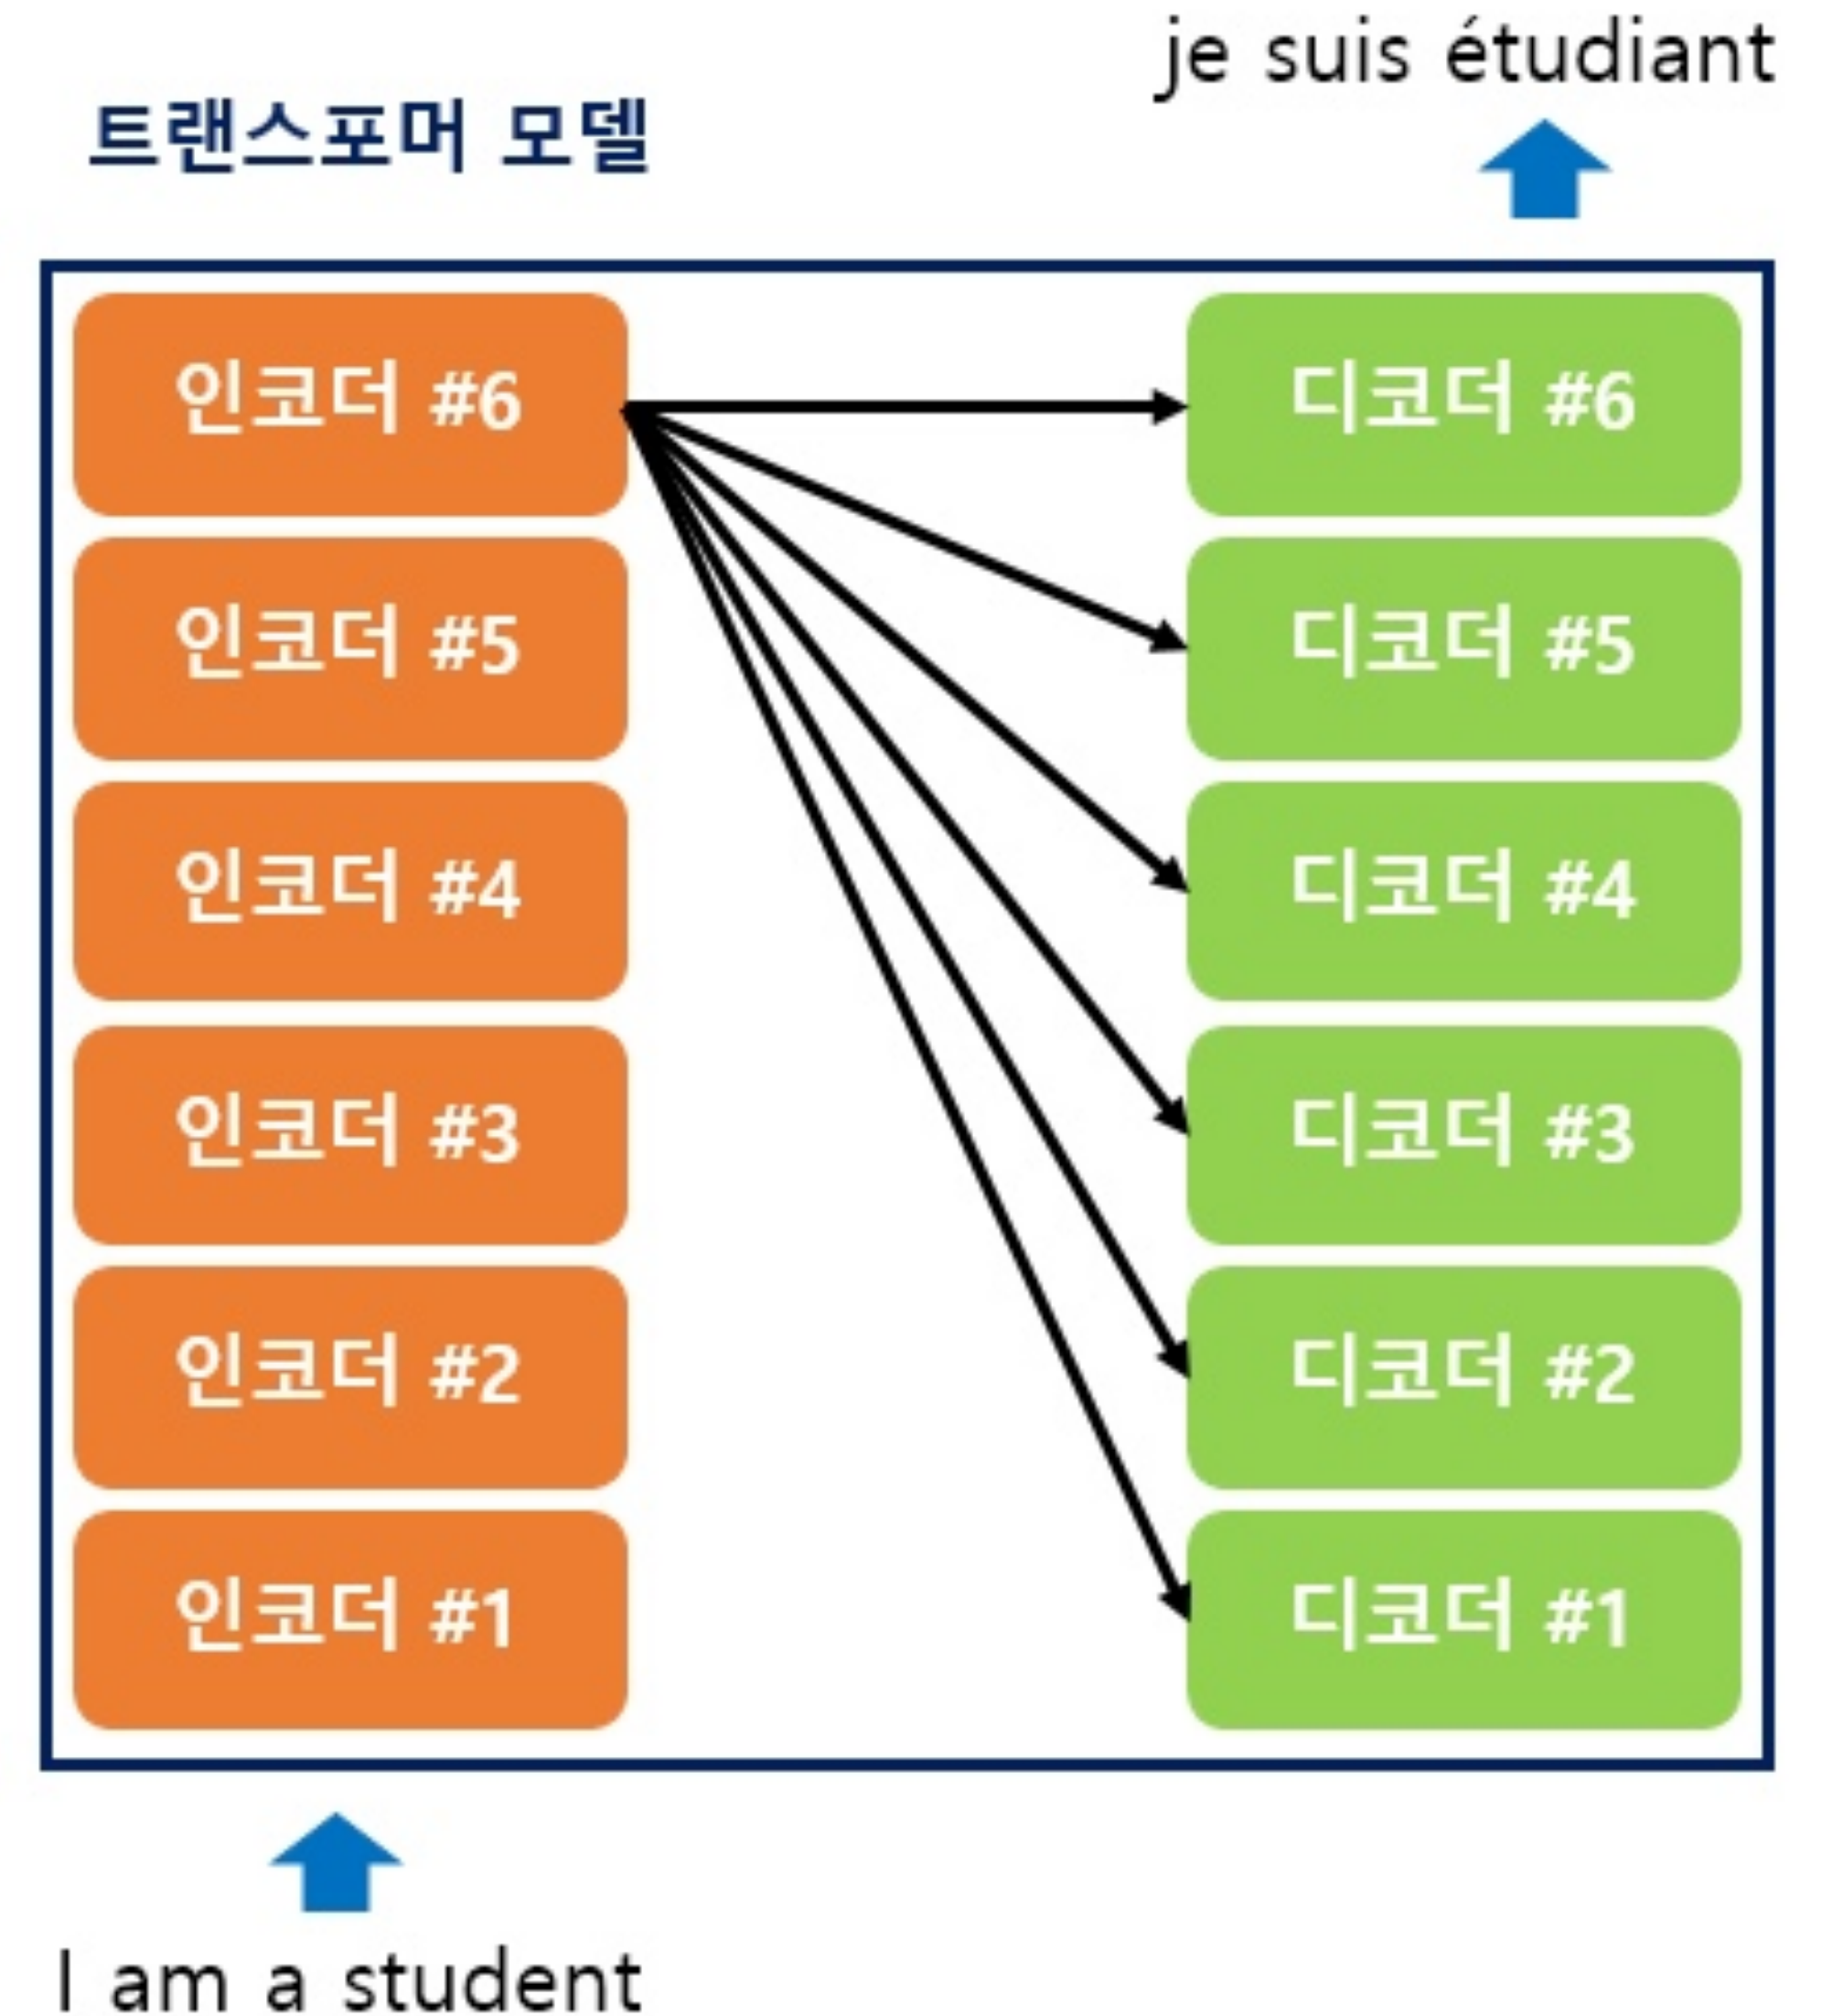 je suis étudiant
트랜스포머 모델
인코더 #6
디코더 #6
인코더 #5
디코더 #5
인코더 #4
디코더 #4
인코더 #3
디코더 #3
인코더 #2
디코더 #2
인코더 #1
디코더 #1
I am a student